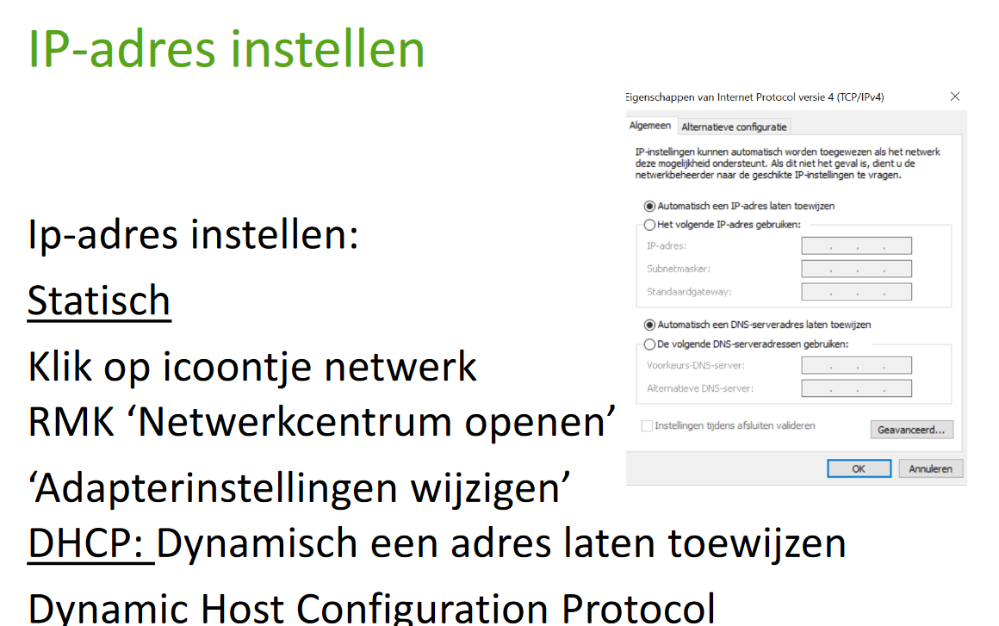 IP-adres instellen
Ip-adres instellen:
Statisch
Klik op icoontje netwerk
RMK ‘Netwerkcentrum openen’
‘Adapterinstellingen wijzigen’
DHCP: Dynamisch een adres laten toewijzen
Dynamic Host Configuration Protocol
Eigenschappen van Internet Protocol versie 4 (TCP/IPv4)
Algemeen Alternatieve configuratie
IP-instellingen kunnen automatisch worden toegewezen als het netwerk
deze mogelijkheid ondersteunt. Als dit niet het geval is, dient u de
netwerkbeheerder naar de geschikte IP-instellingen te vragen.
Automatisch een IP-adres laten toewijzen
Het volgende IP-adres gebruiken:
IP-adres:
Subnetmasker:
Standaardgateway:
Automatisch een DNS-serveradres laten toewijzen
De volgende DNS-serveradressen gebruiken:
Voorkeurs-DNS-server:
Alternatieve DNS-server:
Instellingen tijdens afsluiten valideren
Geavanceerd...
OK Annuleren